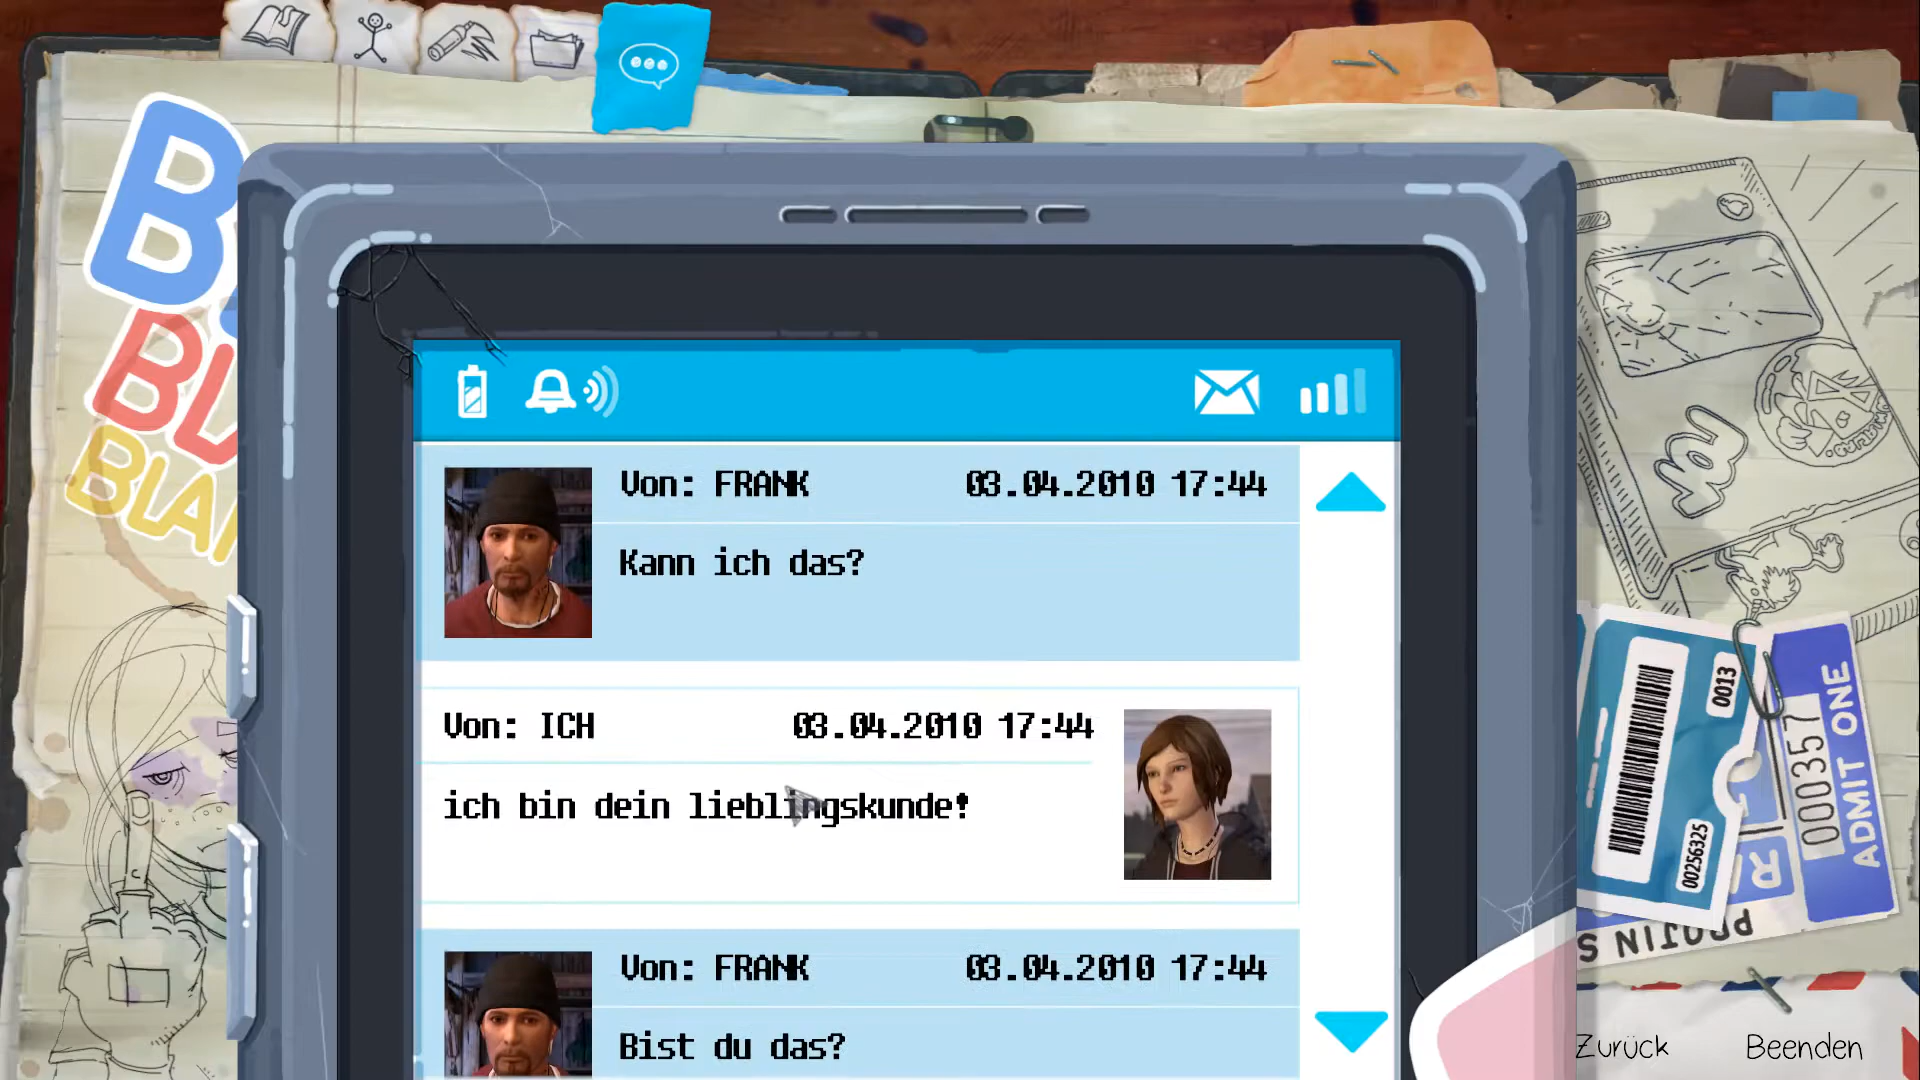 Von: FRANK 03.04.2010 17:44
Kann ich das?
Von: ICH 03.04.2010 17:44
ich bin dein lieblingskunde!
Von: FRANK 03.04.2010 17:44
Bist du das?
0013
00256325
000357
ADMIT ONE
Zurück
Beenden